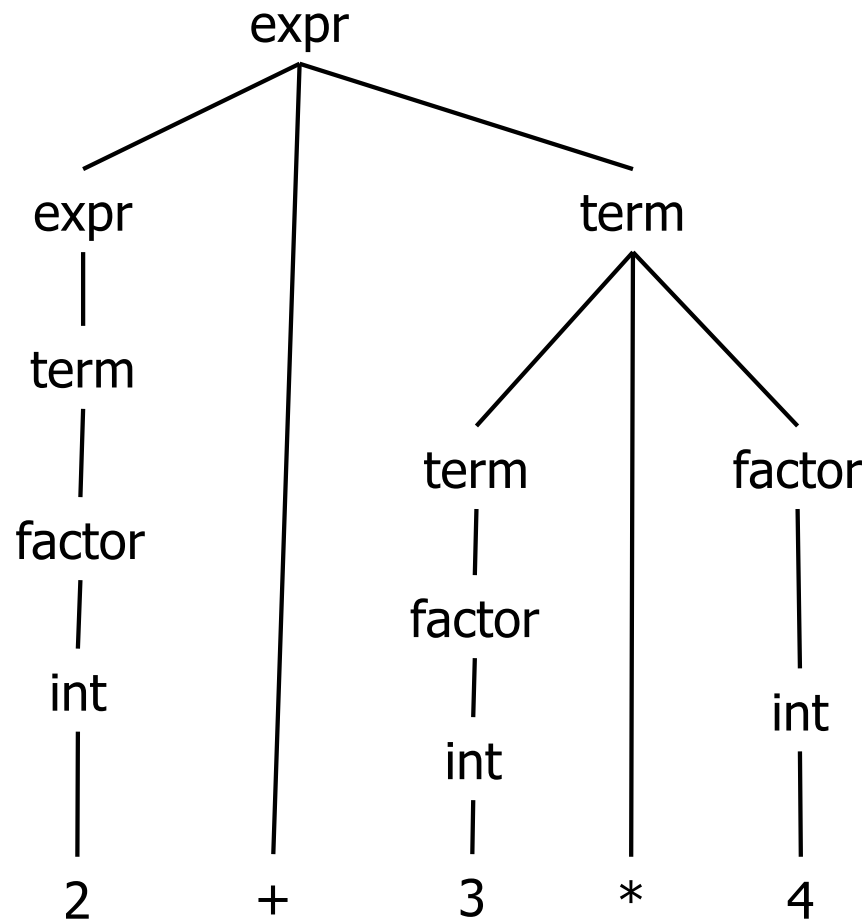 expr
expr term
term
term factor
factor
factor
int
int
int
2 + 3 * 4